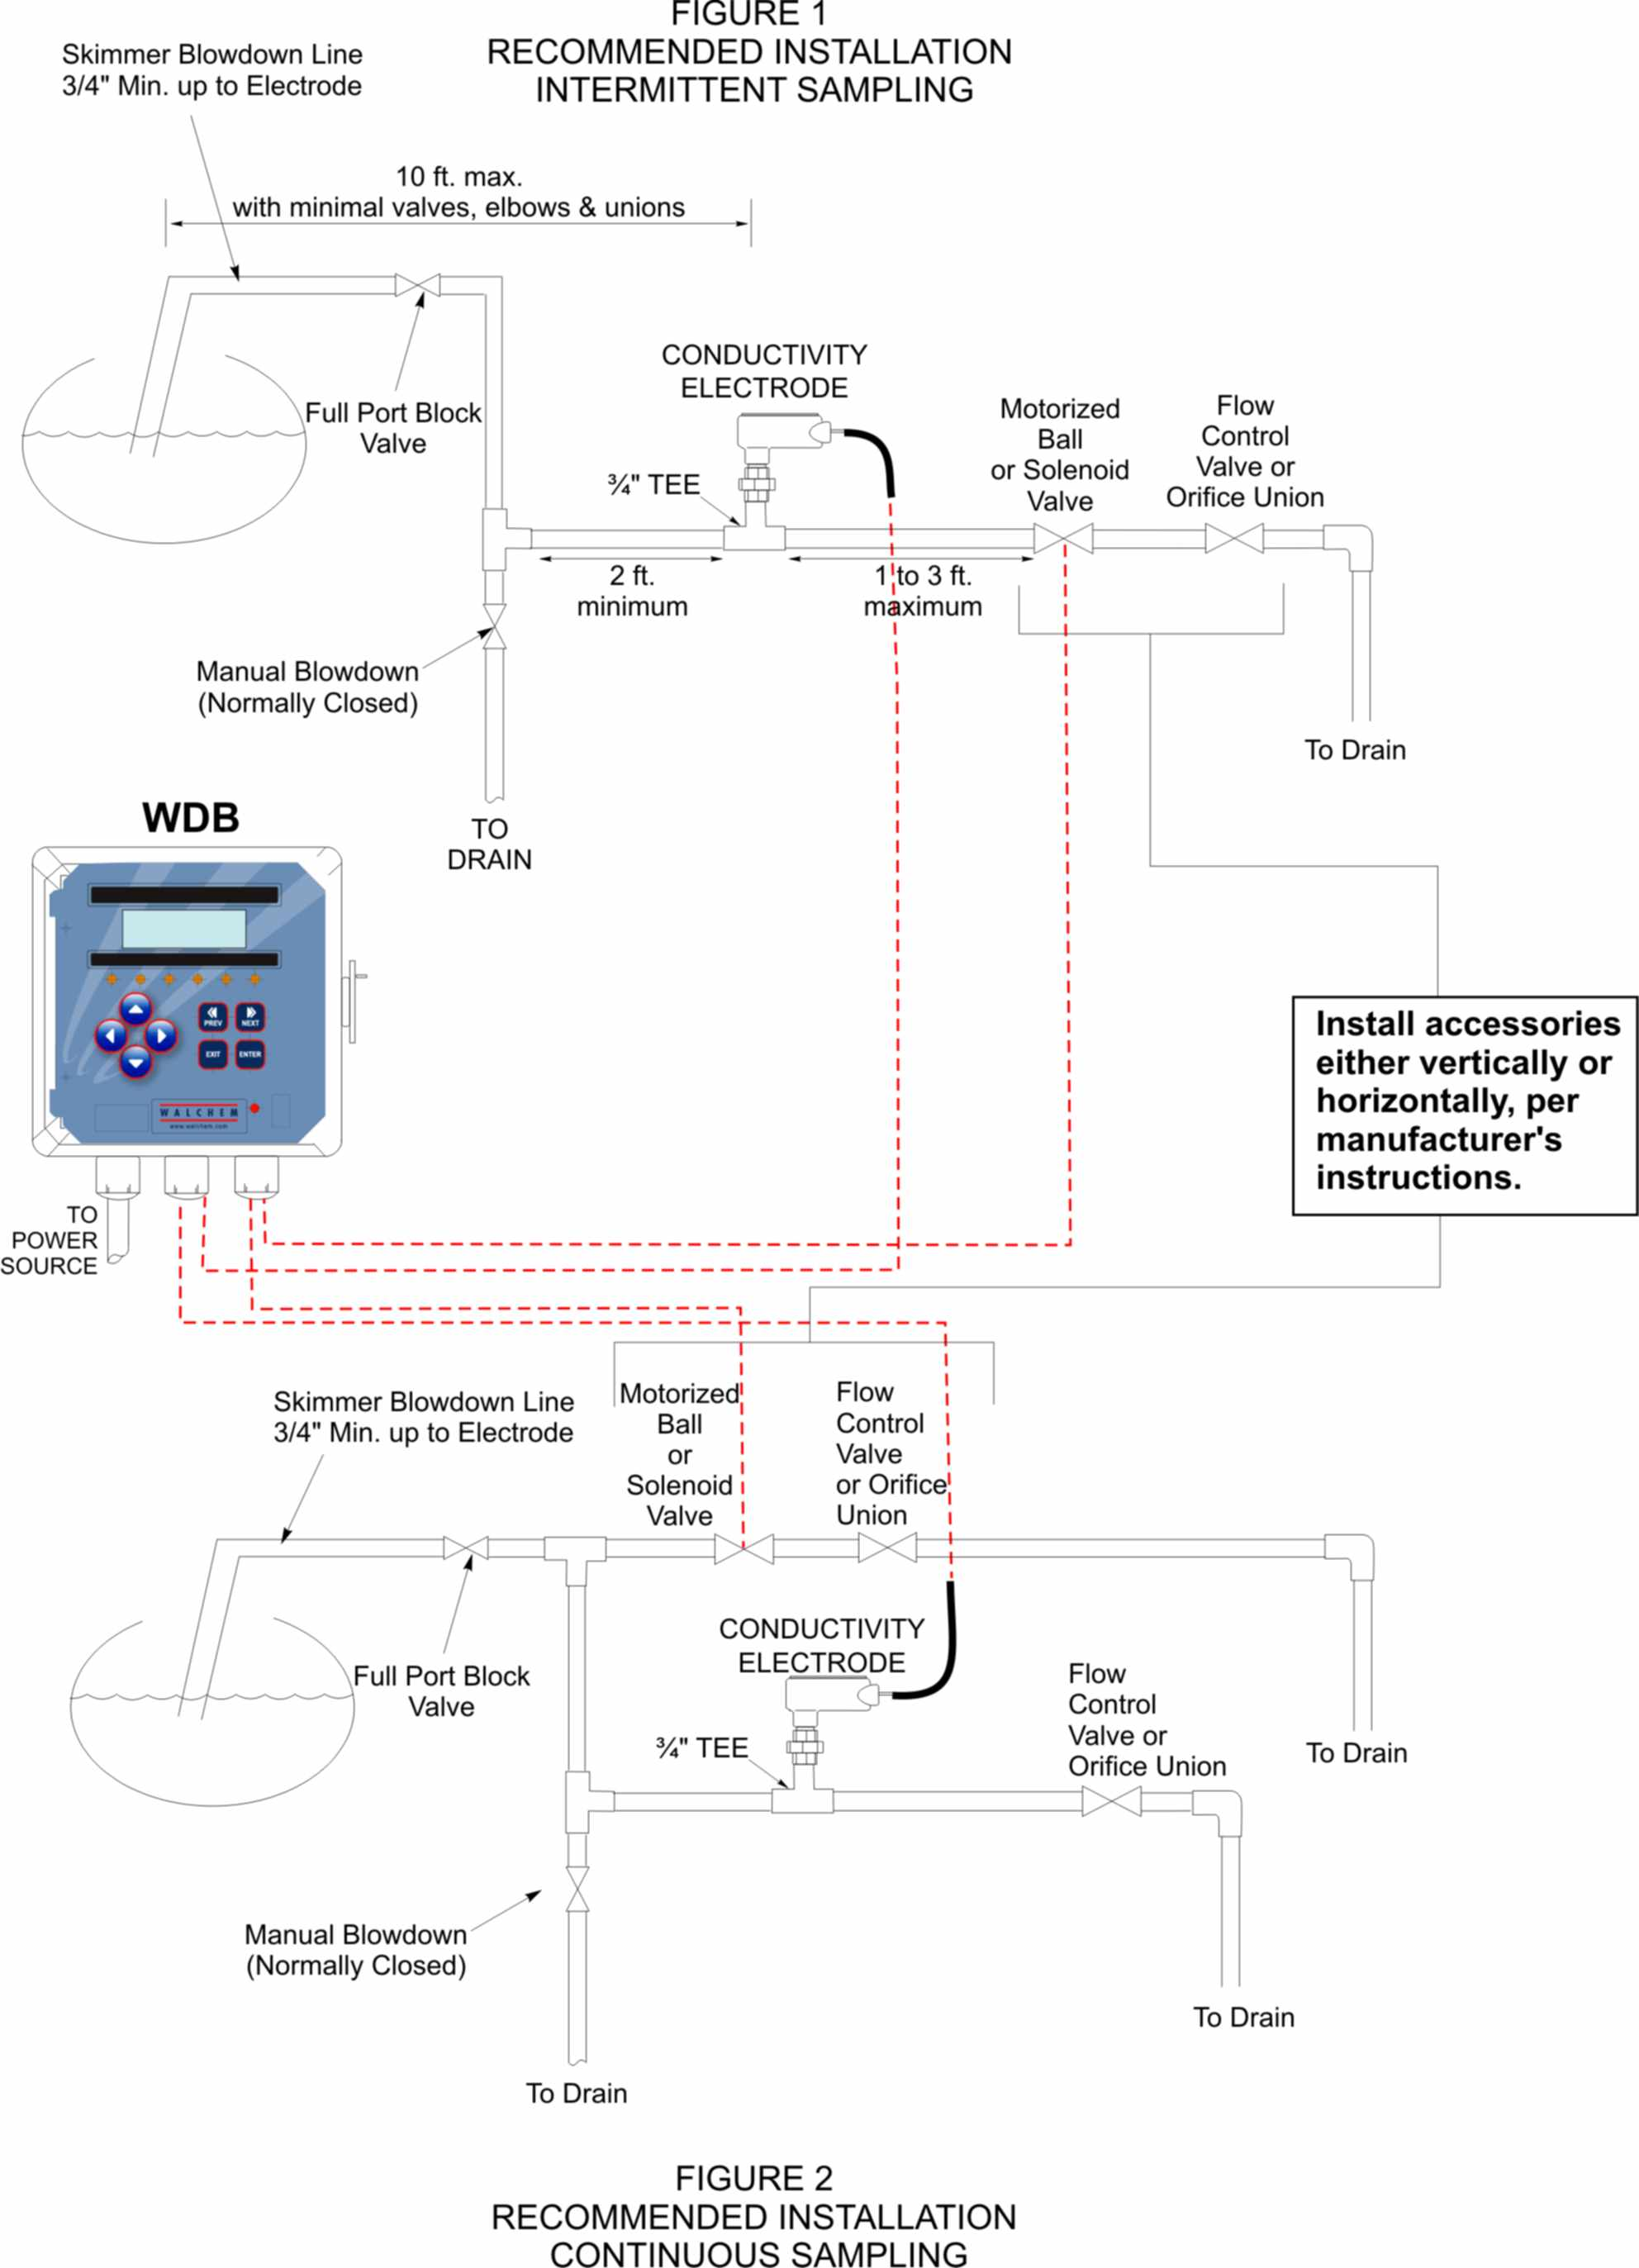 FIGURE 1
RECOMMENDED INSTALLATION
INTERMITTENT SAMPLING
Skimmer Blowdown Line
3/4" Min. up to Electrode
10 ft. max.
with minimal valves, elbows & unions
Full Port Block
Valve
CONDUCTIVITY
ELECTRODE
¾" TEE
Motorized
Ball
or Solenoid
Valve
Flow
Control
Valve or
Orifice Union
2 ft.
minimum
1 to 3 ft.
maximum
Manual Blowdown
(Normally Closed)
To Drain
TO
DRAIN
WDB
PREV
NEXT
EXIT
ENTER
WALCHEM
www.walchem.com
TO
POWER
SOURCE
Install accessories
either vertically or
horizontally, per
manufacturer's
instructions.
Skimmer Blowdown Line
3/4" Min. up to Electrode
Motorized
Ball
or
Solenoid
Valve
Flow
Control
Valve
or Orifice
Union
Full Port Block
Valve
CONDUCTIVITY
ELECTRODE
¾" TEE
Flow
Control
Valve or
Orifice Union
To Drain
Manual Blowdown
(Normally Closed)
To Drain
To Drain
FIGURE 2
RECOMMENDED INSTALLATION
CONTINUOUS SAMPLING